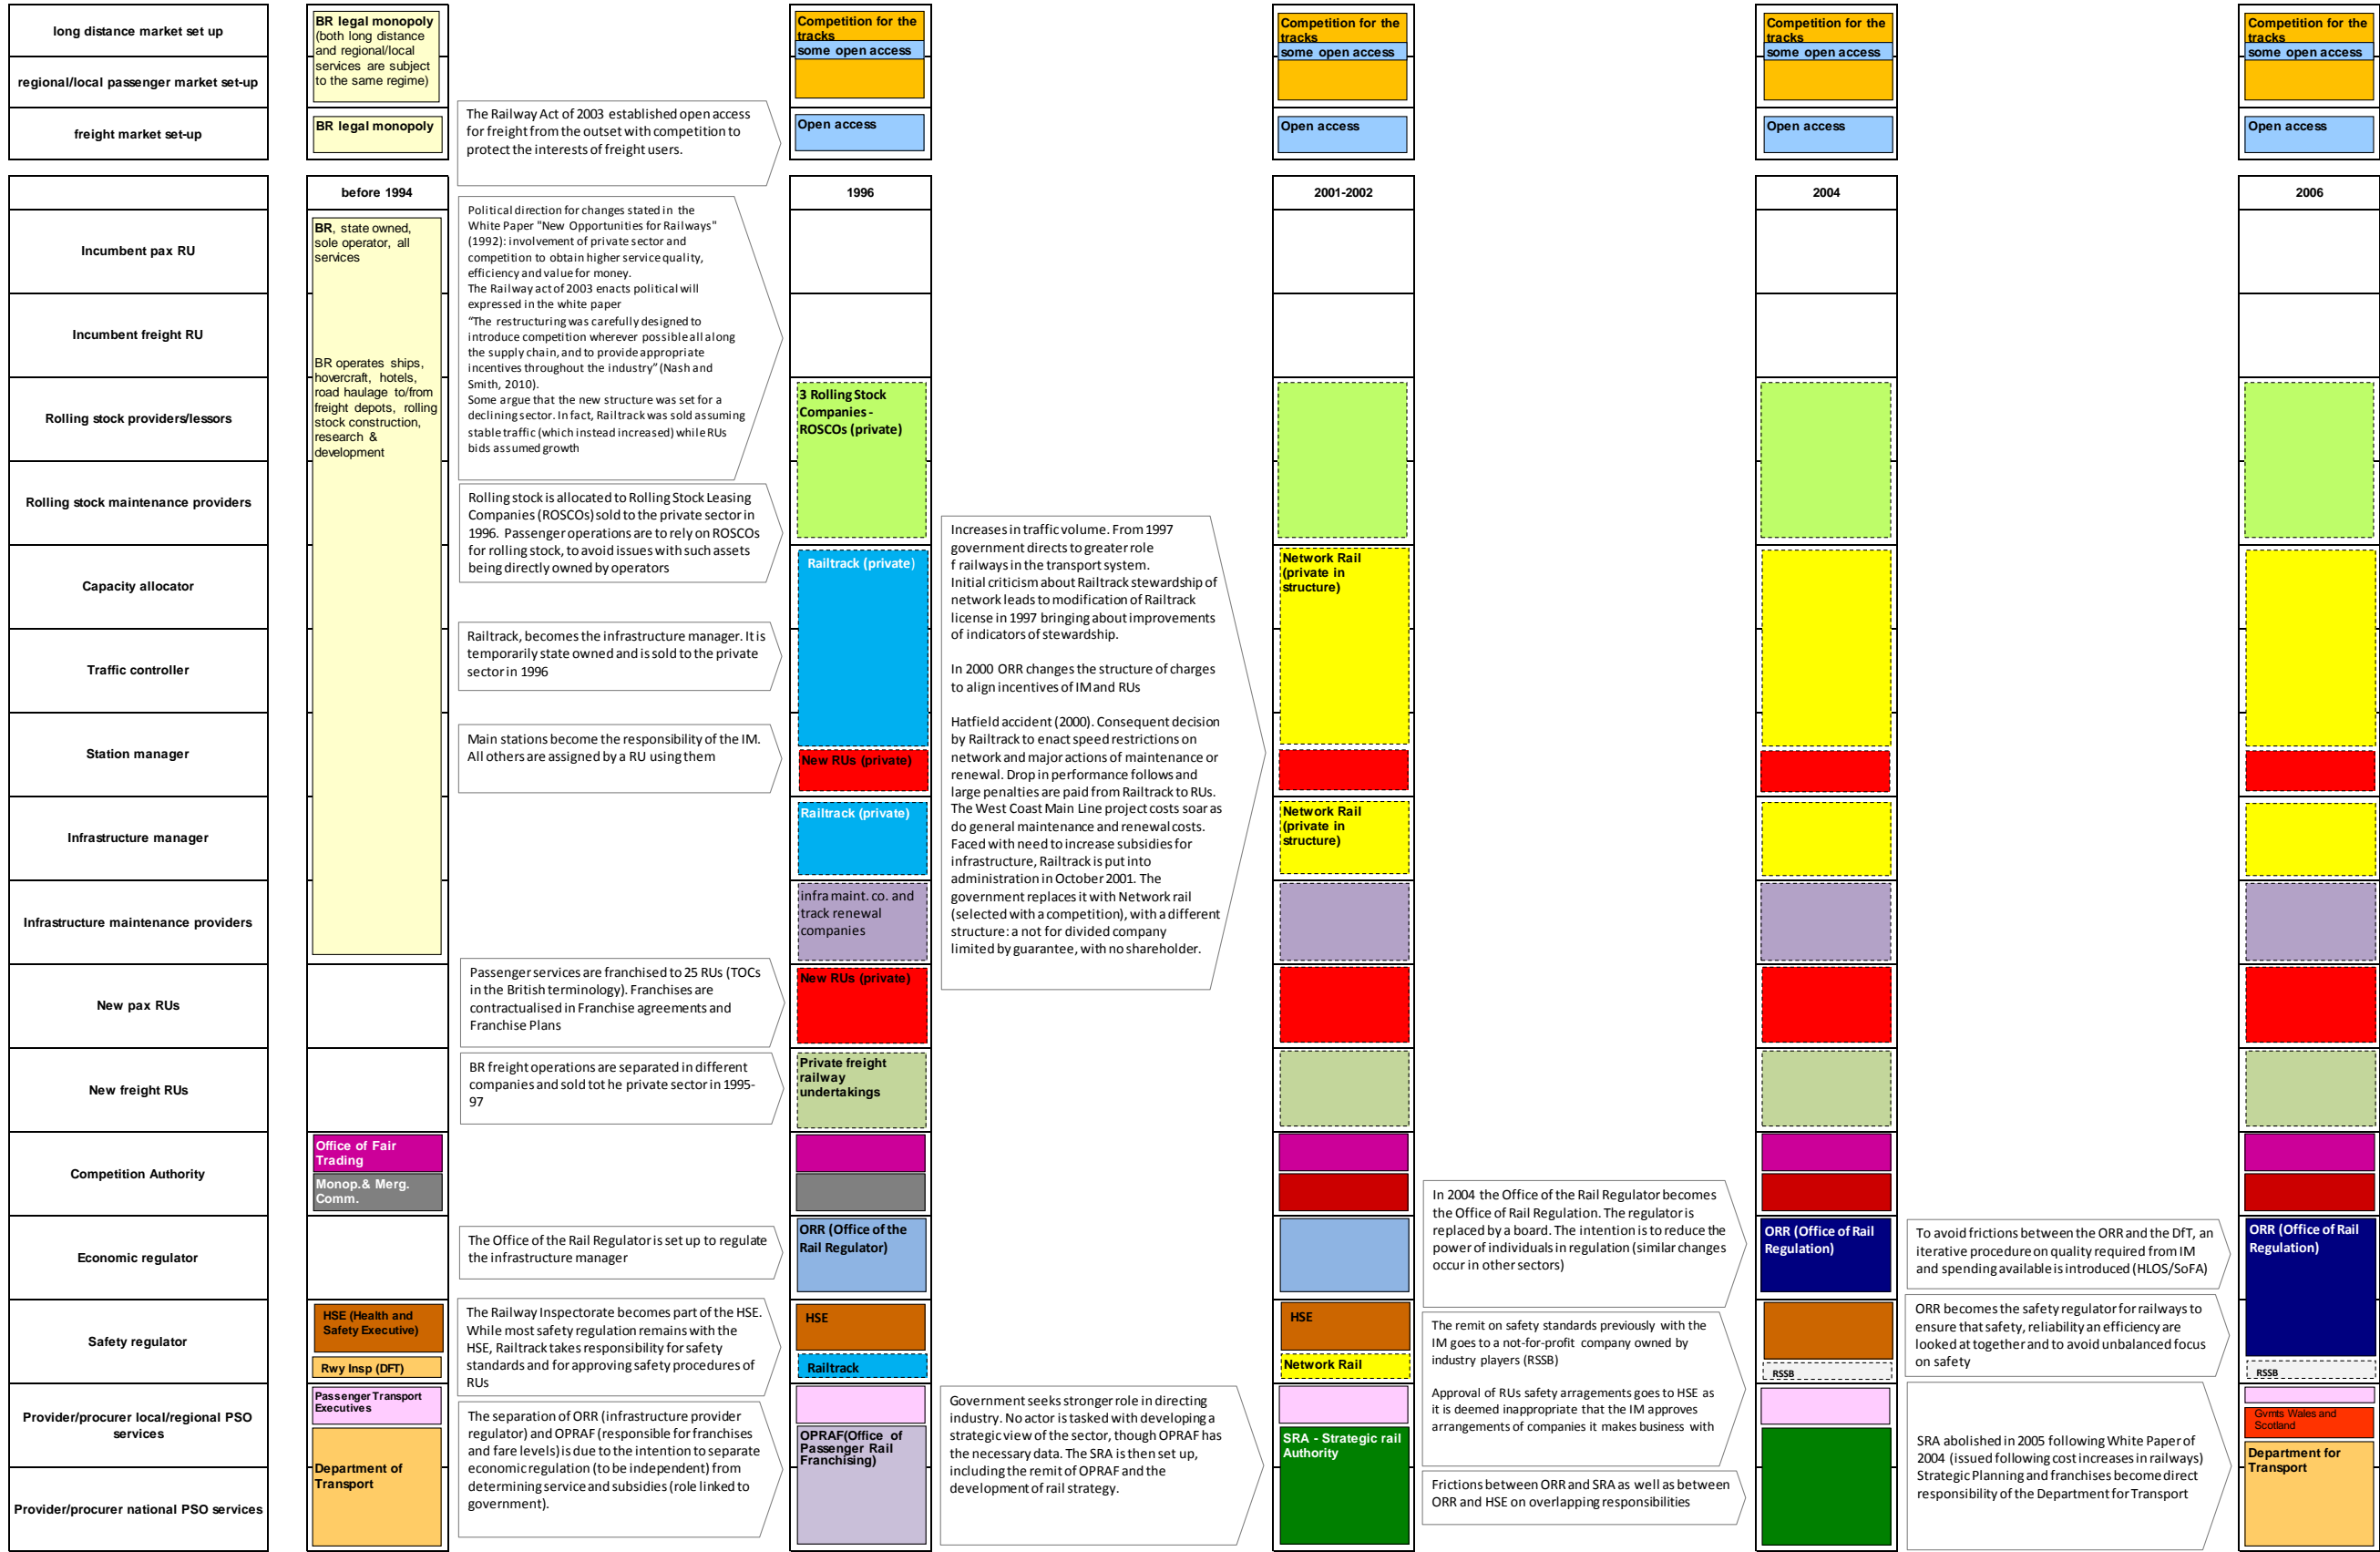 long distance market set up
regional/local passenger market set-up
freight market set-up
BR legal monopoly
(both long distance
and regional/local
services are subject
to the same regime)
BR legal monopoly
The Railway Act of 2003 established open access
for freight from the outset with competition to
protect the interests of freight users.
Competition for the
tracks
some open access
Open access
Competition for the
tracks
some open access
Open access
Competition for the
tracks
some open access
Open access
Competition for the
tracks
some open access
Open access
before 1994
1996
2001-2002
2004
2006
Incumbent pax RU
Incumbent freight RU
Rolling stock providers/lessors
Rolling stock maintenance providers
Capacity allocator
Traffic controller
Station manager
Infrastructure manager
Infrastructure maintenance providers
New pax RUs
New freight RUs
Competition Authority
Economic regulator
Safety regulator
Provider/procurer local/regional PSO
services
Provider/procurer national PSO services
BR, state owned,
sole operator, all
services
BR operates ships,
hovercraft, hotels,
road haulage to/from
freight depots, rolling
stock construction,
research &
development
Office of Fair
Trading
Monop.& Merg.
Comm.
HSE (Health and
Safety Executive)
Rwy Insp (DFT)
Passenger Transport
Executives
Department of
Transport
Political direction for changes stated in the
White Paper "New Opportunities for Railways"
(1992): involvement of private sector and
competition to obtain higher service quality,
efficiency and value for money.
The Railway act of 2003 enacts political will
expressed in the white paper
“The restructuring was carefully designed to
introduce competition wherever possible all along
the supply chain, and to provide appropriate
incentives throughout the industry” (Nash and
Smith, 2010).
Some argue that the new structure was set for a
declining sector. In fact, Railtrack was sold assuming
stable traffic (which instead increased) while RUs
bids assumed growth
Rolling stock is allocated to Rolling Stock Leasing
Companies (ROSCOs) sold to the private sector in
1996. Passenger operations are to rely on ROSCOs
for rolling stock, to avoid issues with such assets
being directly owned by operators
Railtrack, becomes the infrastructure manager. It is
temporarily state owned and is sold to the private
sector in 1996
Main stations become the responsibility of the IM.
All others are assigned by a RU using them
Passenger services are franchised to 25 RUs (TOCs
in the British terminology). Franchises are
contractualised in Franchise agreements and
Franchise Plans
BR freight operations are separated in different
companies and sold tot he private sector in 1995-
97
The Office of the Rail Regulator is set up to regulate
the infrastructure manager
The Railway Inspectorate becomes part of the HSE.
While most safety regulation remains with the
HSE, Railtrack takes responsibility for safety
standards and for approving safety procedures of
RUs
The separation of ORR (infrastructure provider
regulator) and OPRAF (responsible for franchises
and fare levels) is due to the intention to separate
economic regulation (to be independent) from
determining service and subsidies (role linked to
government).
3 Rolling Stock
Companies -
ROSCOs (private)
Railtrack (private)
New RUs (private)
Railtrack (private)
infra maint. co. and
track renewal
companies
New RUs (private)
Private freight
railway
undertakings
ORR (Office of the
Rail Regulator)
HSE
Railtrack
OPRAF(Office of
Passenger Rail
Franchising)
Increases in traffic volume. From 1997
government directs to greater role
f railways in the transport system.
Initial criticism about Railtrack stewardship of
network leads to modification of Railtrack
license in 1997 bringing about improvements
of indicators of stewardship.
In 2000 ORR changes the structure of charges
to align incentives of IM and RUs
Hatfield accident (2000). Consequent decision
by Railtrack to enact speed restrictions on
network and major actions of maintenance or
renewal. Drop in performance follows and
large penalties are paid from Railtrack to RUs.
The West Coast Main Line project costs soar as
do general maintenance and renewal costs.
Faced with need to increase subsidies for
infrastructure, Railtrack is put into
administration in October 2001. The
government replaces it with Network rail
(selected with a competition), with a different
structure: a not for divided company
limited by guarantee, with no shareholder.
Government seeks stronger role in directing
industry. No actor is tasked with developing a
strategic view of the sector, though OPRAF has
the necessary data. The SRA is then set up,
including the remit of OPRAF and the
development of rail strategy.
Network Rail
(private in
structure)
Network Rail
(private in
structure)
HSE
Network Rail
SRA - Strategic rail
Authority
In 2004 the Office of the Rail Regulator becomes
the Office of Rail Regulation. The regulator is
replaced by a board. The intention is to reduce the
power of individuals in regulation (similar changes
occur in other sectors)
The remit on safety standards previously with the
IM goes to a not-for-profit company owned by
industry players (RSSB)
Approval of RUs safety arragements goes to HSE as
it is deemed inappropriate that the IM approves
arrangements of companies it makes business with
Frictions between ORR and SRA as well as between
ORR and HSE on overlapping responsibilities
ORR (Office of Rail
Regulation)
RSSB
To avoid frictions between the ORR and the DfT, an
iterative procedure on quality required from IM
and spending available is introduced (HLOS/SoFA)
ORR becomes the safety regulator for railways to
ensure that safety, reliability an efficiency are
looked at together and to avoid unbalanced focus
on safety
SRA abolished in 2005 following White Paper of
2004 (issued following cost increases in railways)
Strategic Planning and franchises become direct
responsibility of the Department for Transport
ORR (Office of Rail
Regulation)
RSSB
Gvmts Wales and
Scotland
Department for
Transport